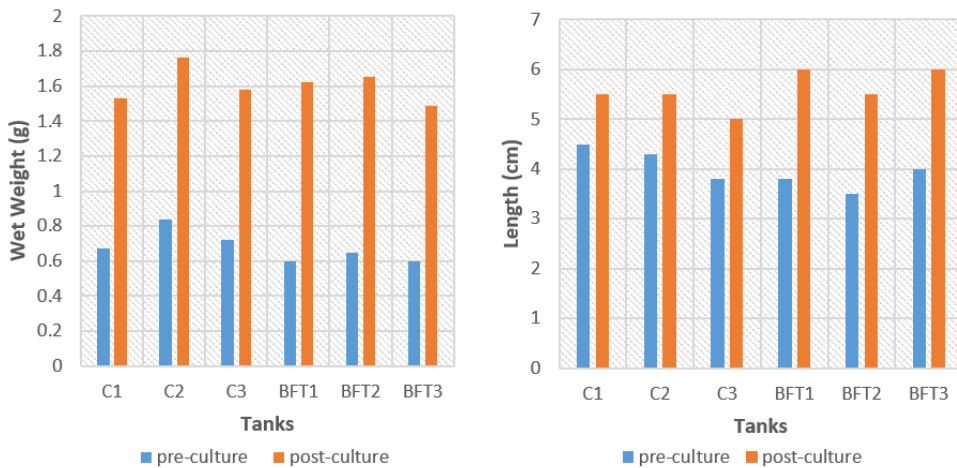 Wet Weight (g)
2
1.8
1.6
1.4
1.2
1
0.8
0.6
0.4
0.2
0
C1 C2 C3 BFT1 BFT2 BFT3
Tanks
pre-culture post-culture
Length (cm)
7
6
5
4
3
2
1
0
C1 C2 C3 BFT1 BFT2 BFT3
Tanks
pre-culture post-culture